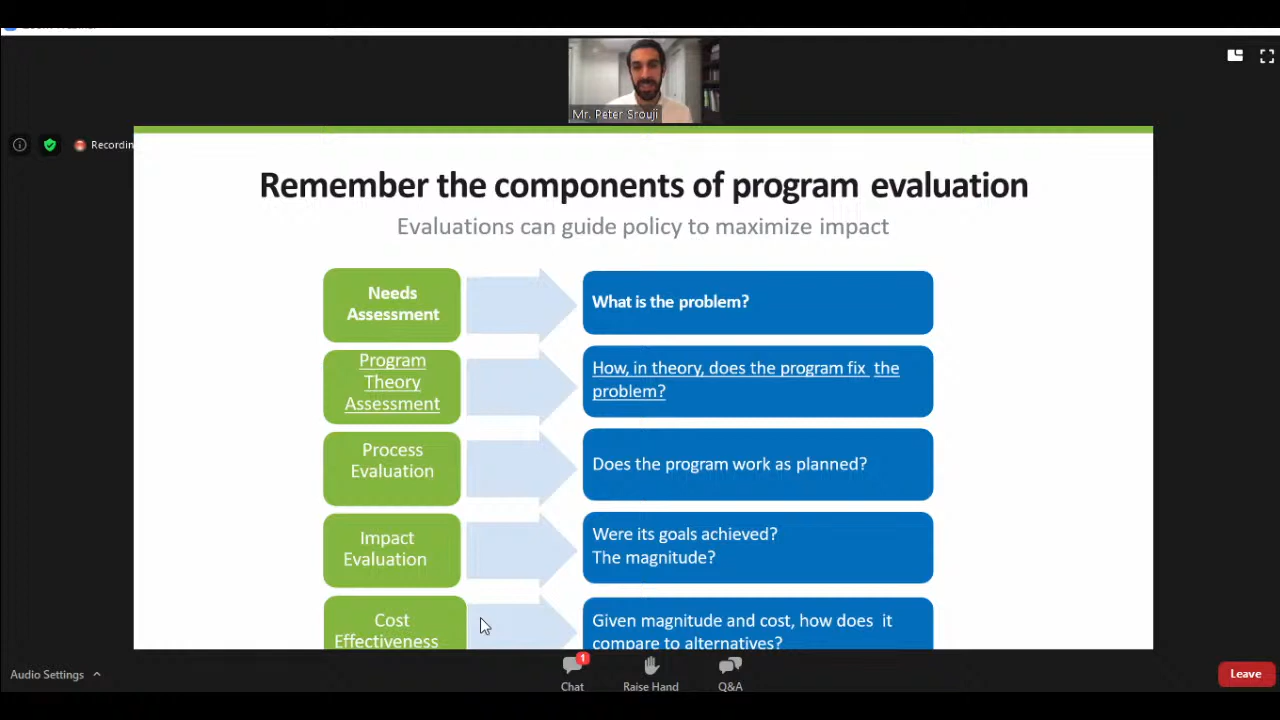 Mr. Peter Srouji
Recordin
Remember the components of program evaluation
Evaluations can guide policy to maximize impact
Needs
Assessment
What is the problem?
Program
Theory
Assessment
How, in theory, does the program fix the
problem?
Process
Evaluation
Does the program work as planned?
Impact
Evaluation
Were its goals achieved?
The magnitude?
Cost
Effectiveness
Given magnitude and cost, how does it
compare to alternatives?
Audio Settings
1
Chat
Raise Hand
Q&A
Leave